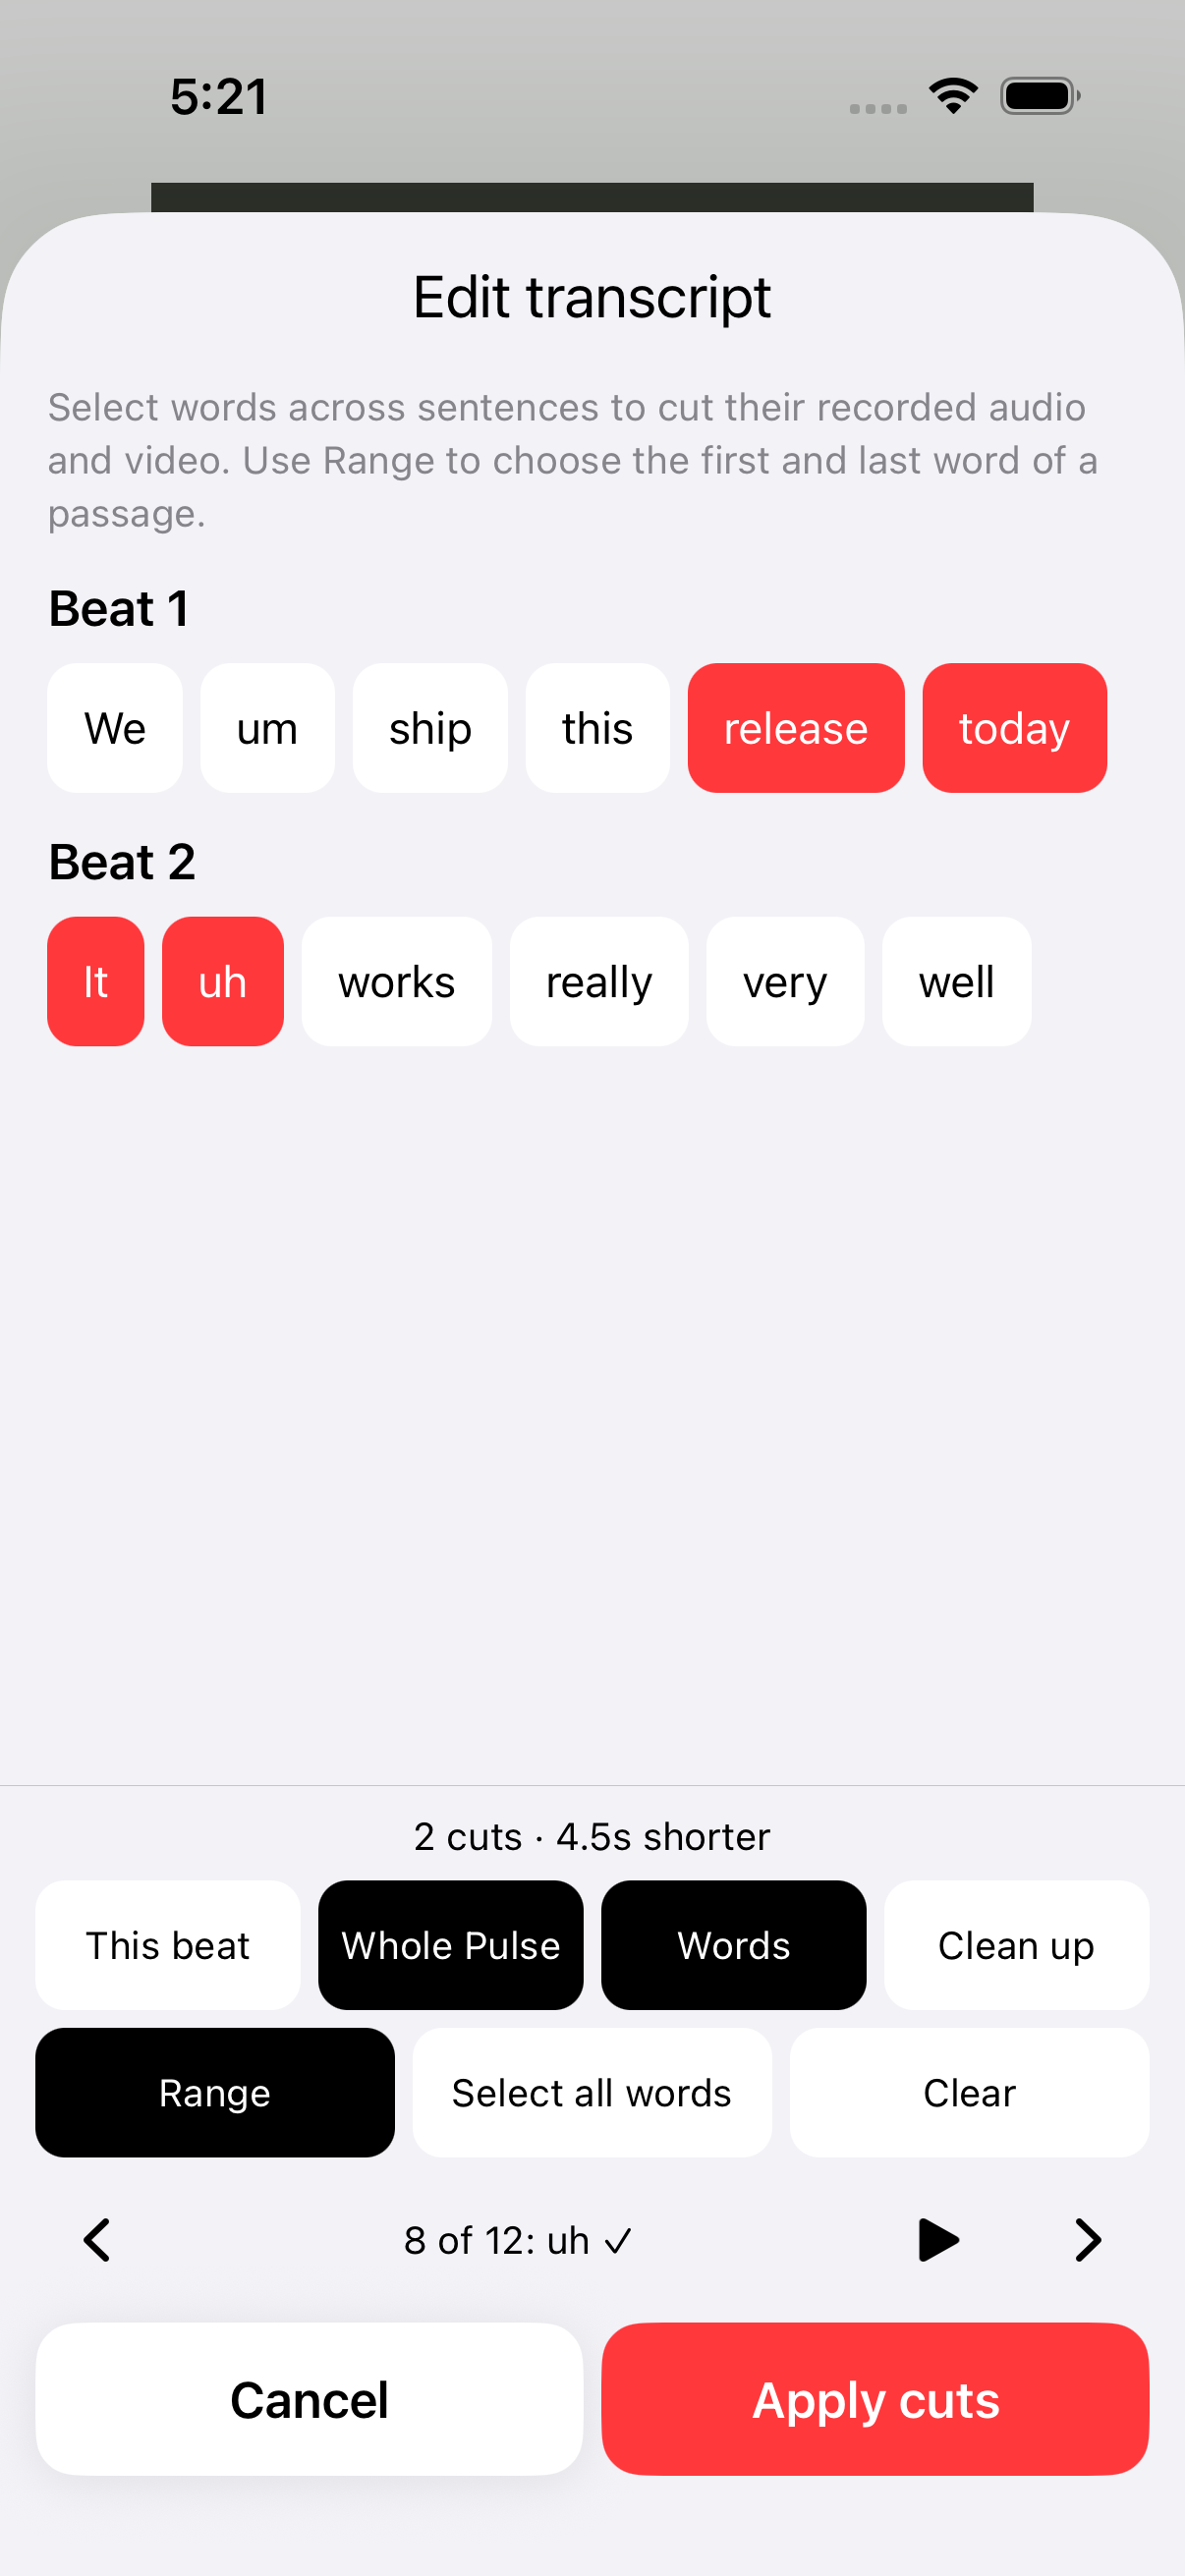 5:21
Edit transcript
Select words across sentences to cut their recorded audio
and video. Use Range to choose the first and last word of a
passage.
Beat 1
We um ship this release today
Beat 2
It uh works really very well
2 cuts · 4.5s shorter
This beat Whole Pulse Words Clean up
Range Select all words Clear
8 of 12: uh ✓
Cancel Apply cuts